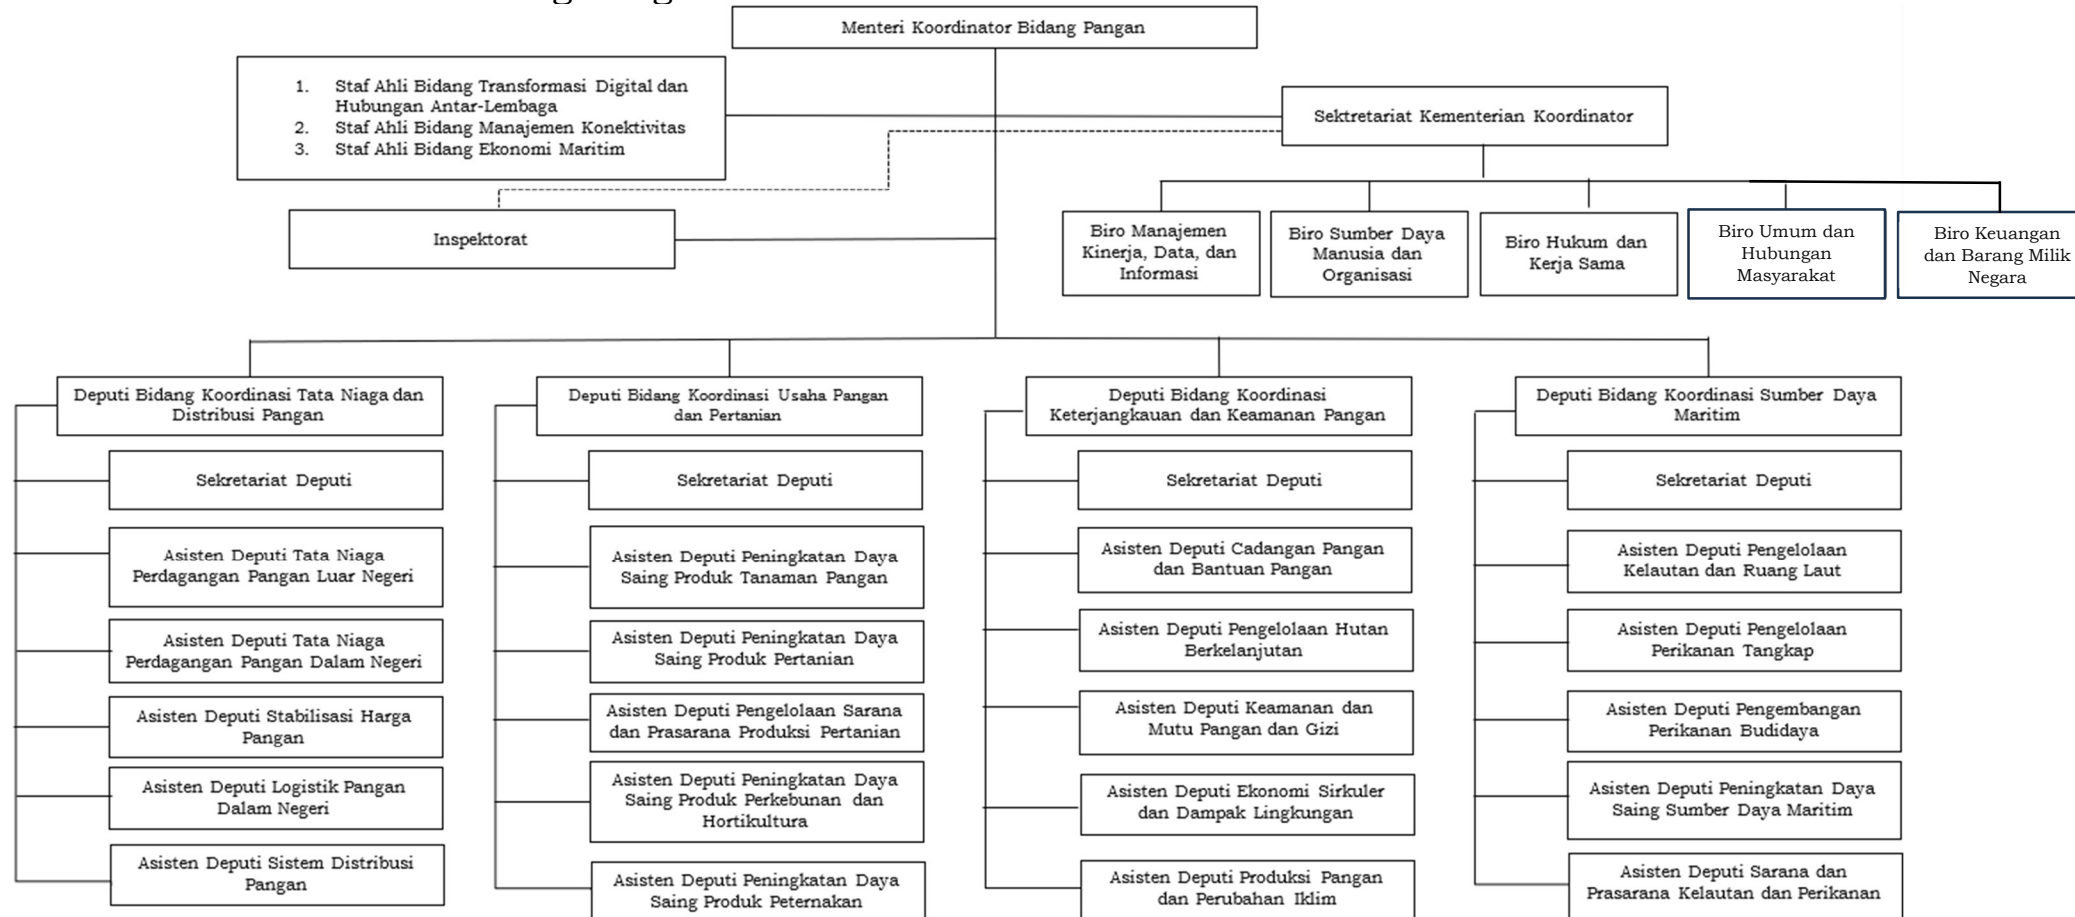 Menteri Koordinator Bidang Pangan
1. Staf Ahli Bidang Transformasi Digital dan
Hubungan Antar-Lembaga
2. Staf Ahli Bidang Manajemen Konektivitas
3. Staf Ahli Bidang Ekonomi Maritim
Sektretariat Kementerian Koordinator
Inspektorat
Biro Manajemen
Kinerja, Data, dan
Informasi
Biro Sumber Daya
Manusia dan
Organisasi
Biro Hukum dan
Kerja Sama
Biro Umum dan
Hubungan
Masyarakat
Biro Keuangan
dan Barang Milik
Negara
Deputi Bidang Koordinasi Tata Niaga dan
Distribusi Pangan
Sekretariat Deputi
Asisten Deputi Tata Niaga
Perdagangan Pangan Luar Negeri
Asisten Deputi Tata Niaga
Perdagangan Pangan Dalam Negeri
Asisten Deputi Stabilisasi Harga
Pangan
Asisten Deputi Logistik Pangan
Dalam Negeri
Asisten Deputi Sistem Distribusi
Pangan
Deputi Bidang Koordinasi Usaha Pangan
dan Pertanian
Sekretariat Deputi
Asisten Deputi Peningkatan Daya
Saing Produk Tanaman Pangan
Asisten Deputi Peningkatan Daya
Saing Produk Pertanian
Asisten Deputi Pengelolaan Sarana
dan Prasarana Produksi Pertanian
Asisten Deputi Peningkatan Daya
Saing Produk Perkebunan dan
Hortikultura
Asisten Deputi Peningkatan Daya
Saing Produk Peternakan
Deputi Bidang Koordinasi
Keterjangkauan dan Keamanan Pangan
Sekretariat Deputi
Asisten Deputi Cadangan Pangan
dan Bantuan Pangan
Asisten Deputi Pengelolaan Hutan
Berkelanjutan
Asisten Deputi Keamanan dan
Mutu Pangan dan Gizi
Asisten Deputi Ekonomi Sirkuler
dan Dampak Lingkungan
Asisten Deputi Produksi Pangan
dan Perubahan Iklim
Deputi Bidang Koordinasi Sumber Daya
Maritim
Sekretariat Deputi
Asisten Deputi Pengelolaan
Kelautan dan Ruang Laut
Asisten Deputi Pengelolaan
Perikanan Tangkap
Asisten Deputi Pengembangan
Perikanan Budidaya
Asisten Deputi Peningkatan Daya
Saing Sumber Daya Maritim
Asisten Deputi Sarana dan
Prasarana Kelautan dan Perikanan